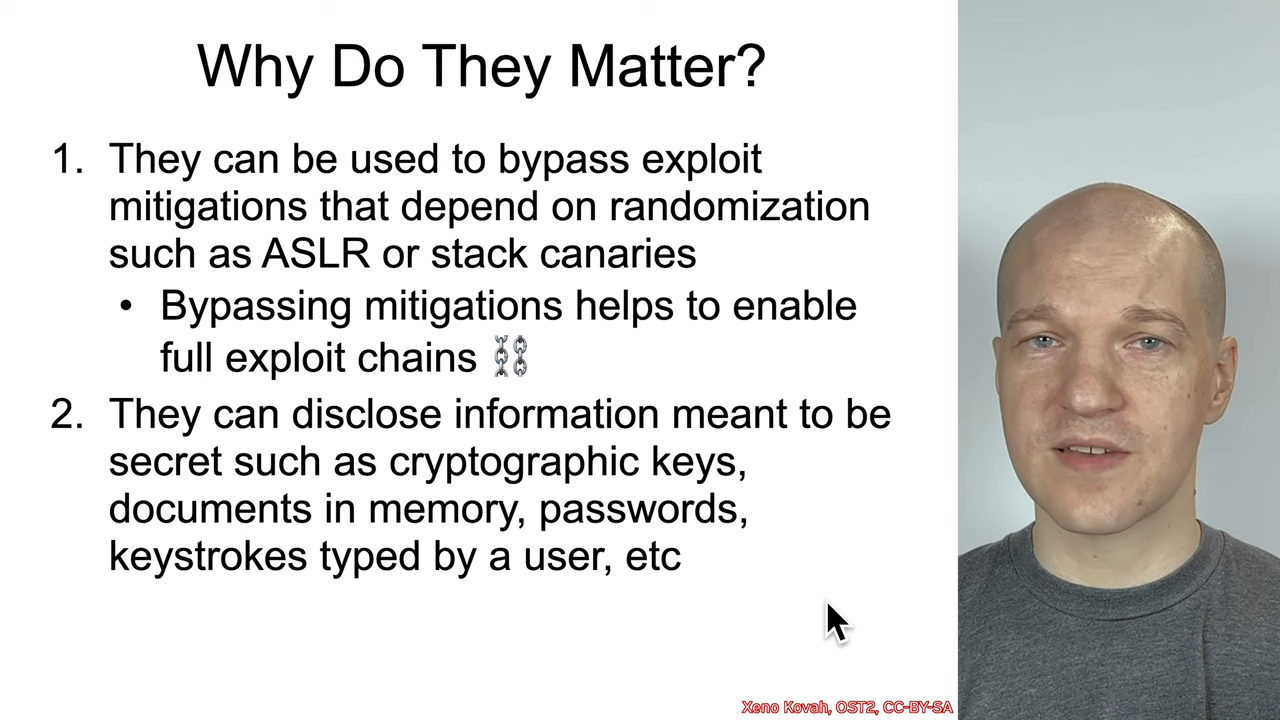 Why Do They Matter?
1. They can be used to bypass exploit
mitigations that depend on randomization
such as ASLR or stack canaries
• Bypassing mitigations helps to enable
full exploit chains ⛓
2. They can disclose information meant to be
secret such as cryptographic keys,
documents in memory, passwords,
keystrokes typed by a user, etc
Xeno Kovah, OST2, CC-BY-SA